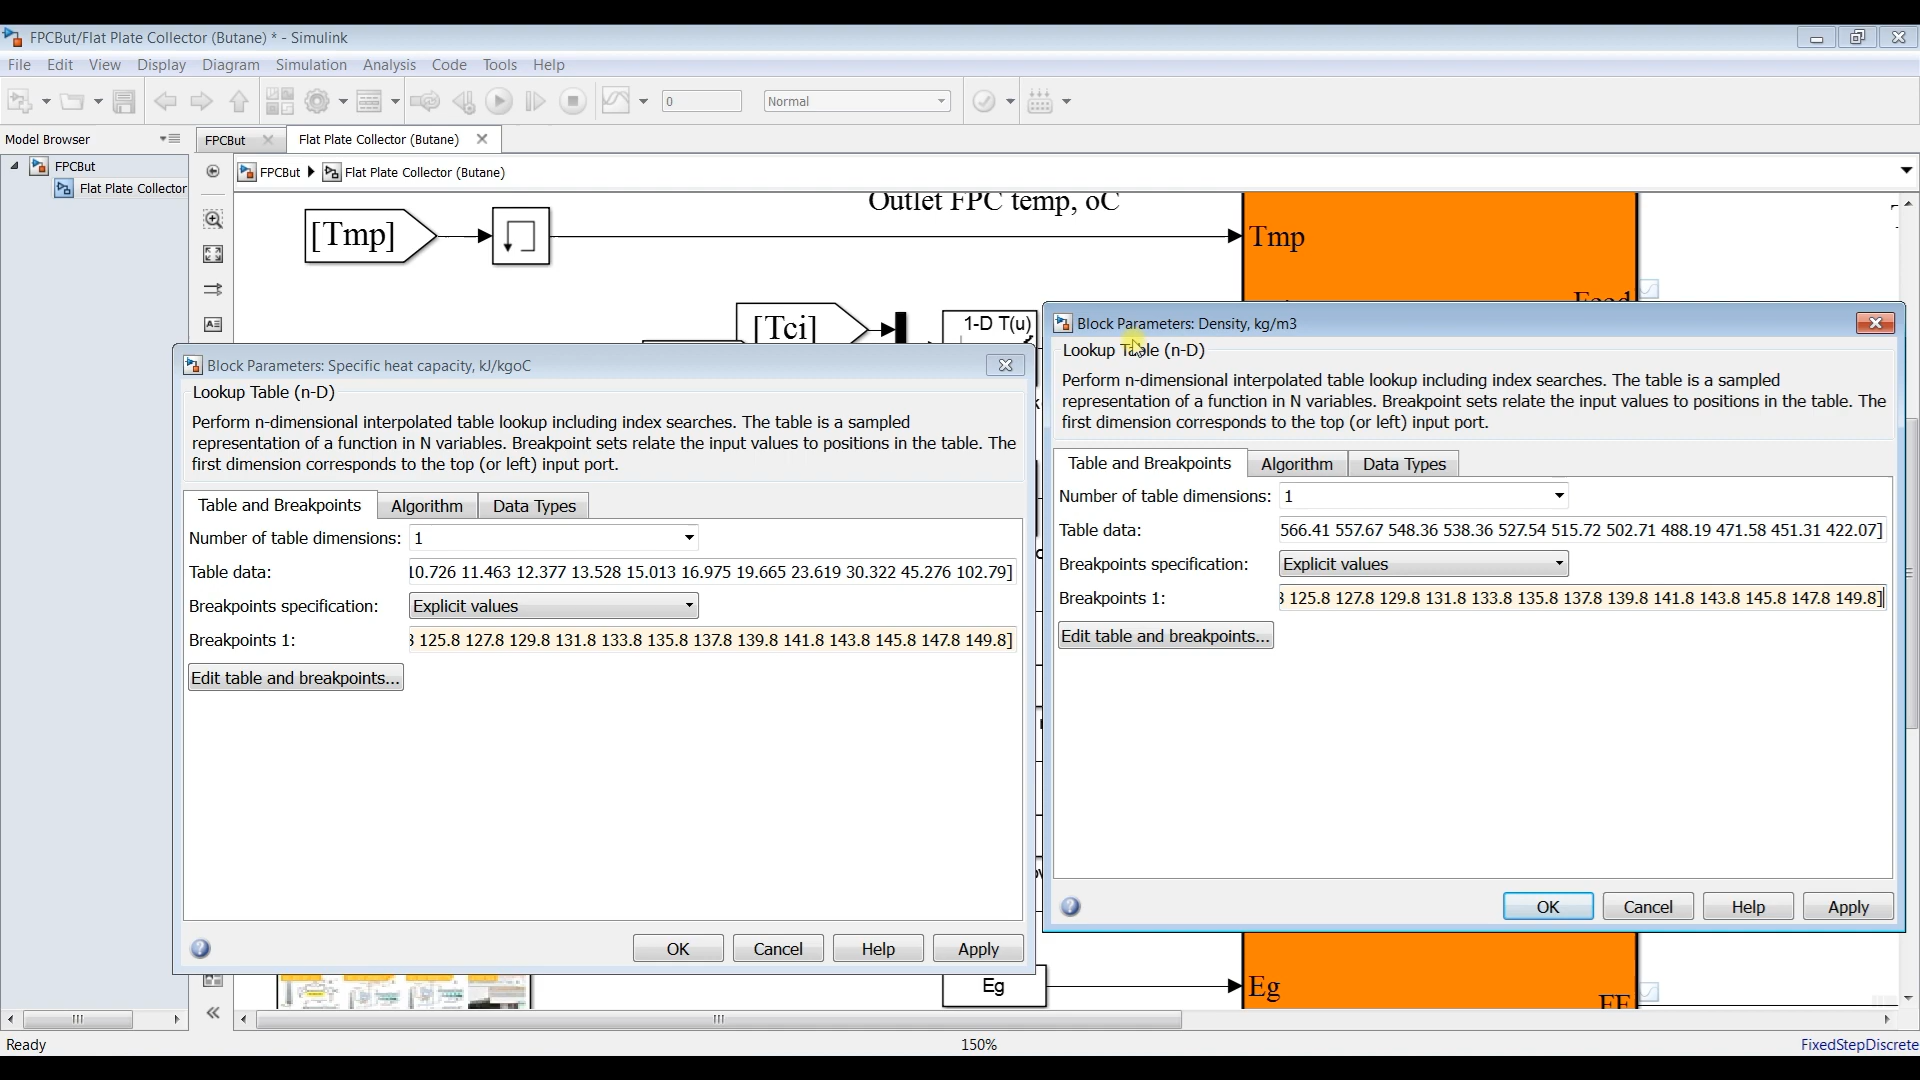 FPCBut/Flat Plate Collector (Butane) * - Simulink
File Edit View Display Diagram Simulation Analysis Code Tools Help
0 Normal
Model Browser
FPCBut
Flat Plate Collector
FPCBut
Flat Plate Collector (Butane)
FPCBut Flat Plate Collector (Butane)
Outlet FPC temp, oC
[Tmp]
Tmp
[Tci]
1-D T(u)
Block Parameters: Specific heat capacity, kJ/kgoC
Lookup Table (n-D)
Perform n-dimensional interpolated table lookup including index searches. The table is a sampled
representation of a function in N variables. Breakpoint sets relate the input values to positions in the table. The
first dimension corresponds to the top (or left) input port.
Table and Breakpoints Algorithm Data Types
Number of table dimensions: 1
Table data: 10.726 11.463 12.377 13.528 15.013 16.975 19.665 23.619 30.322 45.276 102.79]
Breakpoints specification: Explicit values
Breakpoints 1: 125.8 127.8 129.8 131.8 133.8 135.8 137.8 139.8 141.8 143.8 145.8 147.8 149.8]
Edit table and breakpoints...
OK Cancel Help Apply
Block Parameters: Density, kg/m3
Lookup Table (n-D)
Perform n-dimensional interpolated table lookup including index searches. The table is a sampled
representation of a function in N variables. Breakpoint sets relate the input values to positions in the table. The
first dimension corresponds to the top (or left) input port.
Table and Breakpoints Algorithm Data Types
Number of table dimensions: 1
Table data: 566.41 557.67 548.36 538.36 527.54 515.72 502.71 488.19 471.58 451.31 422.07]
Breakpoints specification: Explicit values
Breakpoints 1: 125.8 127.8 129.8 131.8 133.8 135.8 137.8 139.8 141.8 143.8 145.8 147.8 149.8]
Edit table and breakpoints...
OK Cancel Help Apply
Eg
Eg
Ready
150%
FixedStepDiscrete